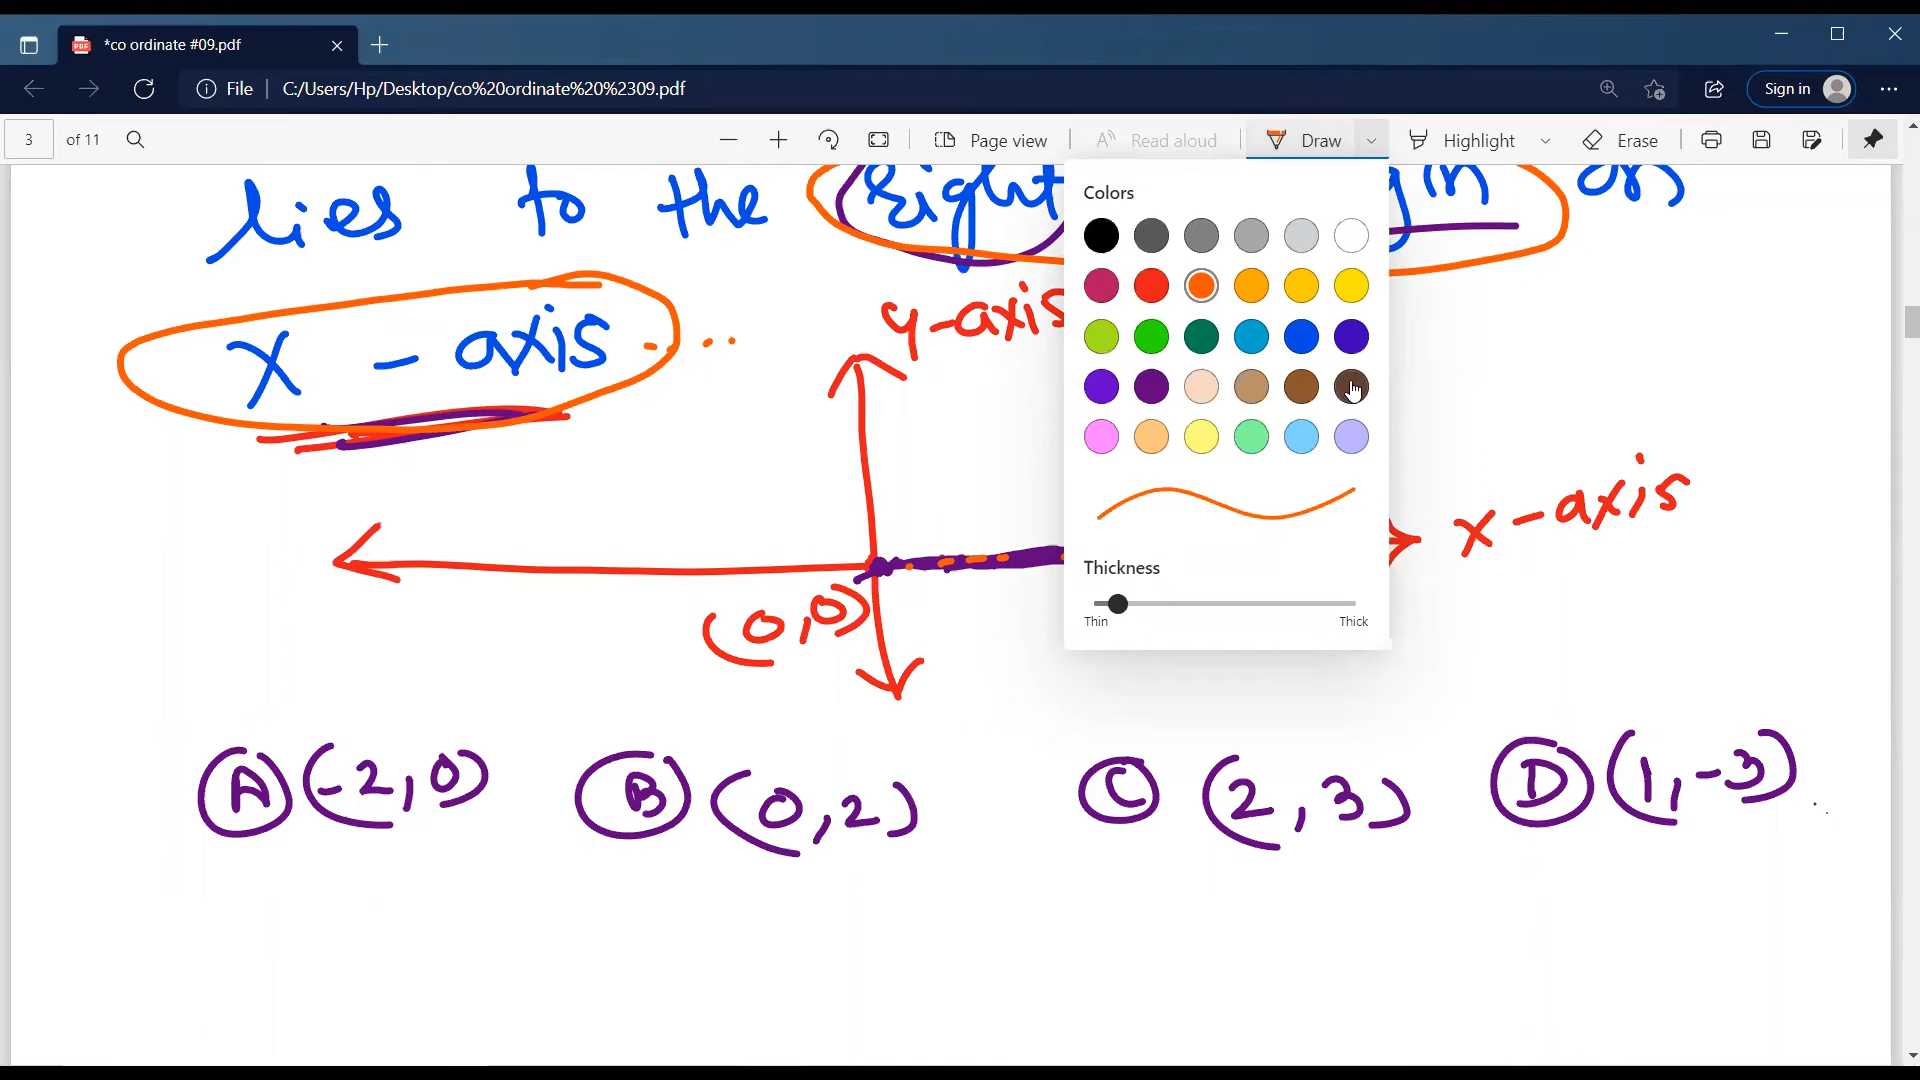 *co ordinate #09.pdf
File | C:/Users/Hp/Desktop/co%20ordinate%20%2309.pdf Sign in
3 of 11 Page view Read aloud Draw Highlight Erase
lies to the on
x - axis ...
y-axis
x-axis
(0,0)
Colors
Thickness
Thin Thick
A (-2,0) B (0,2) C (2,3) D (1,-3)